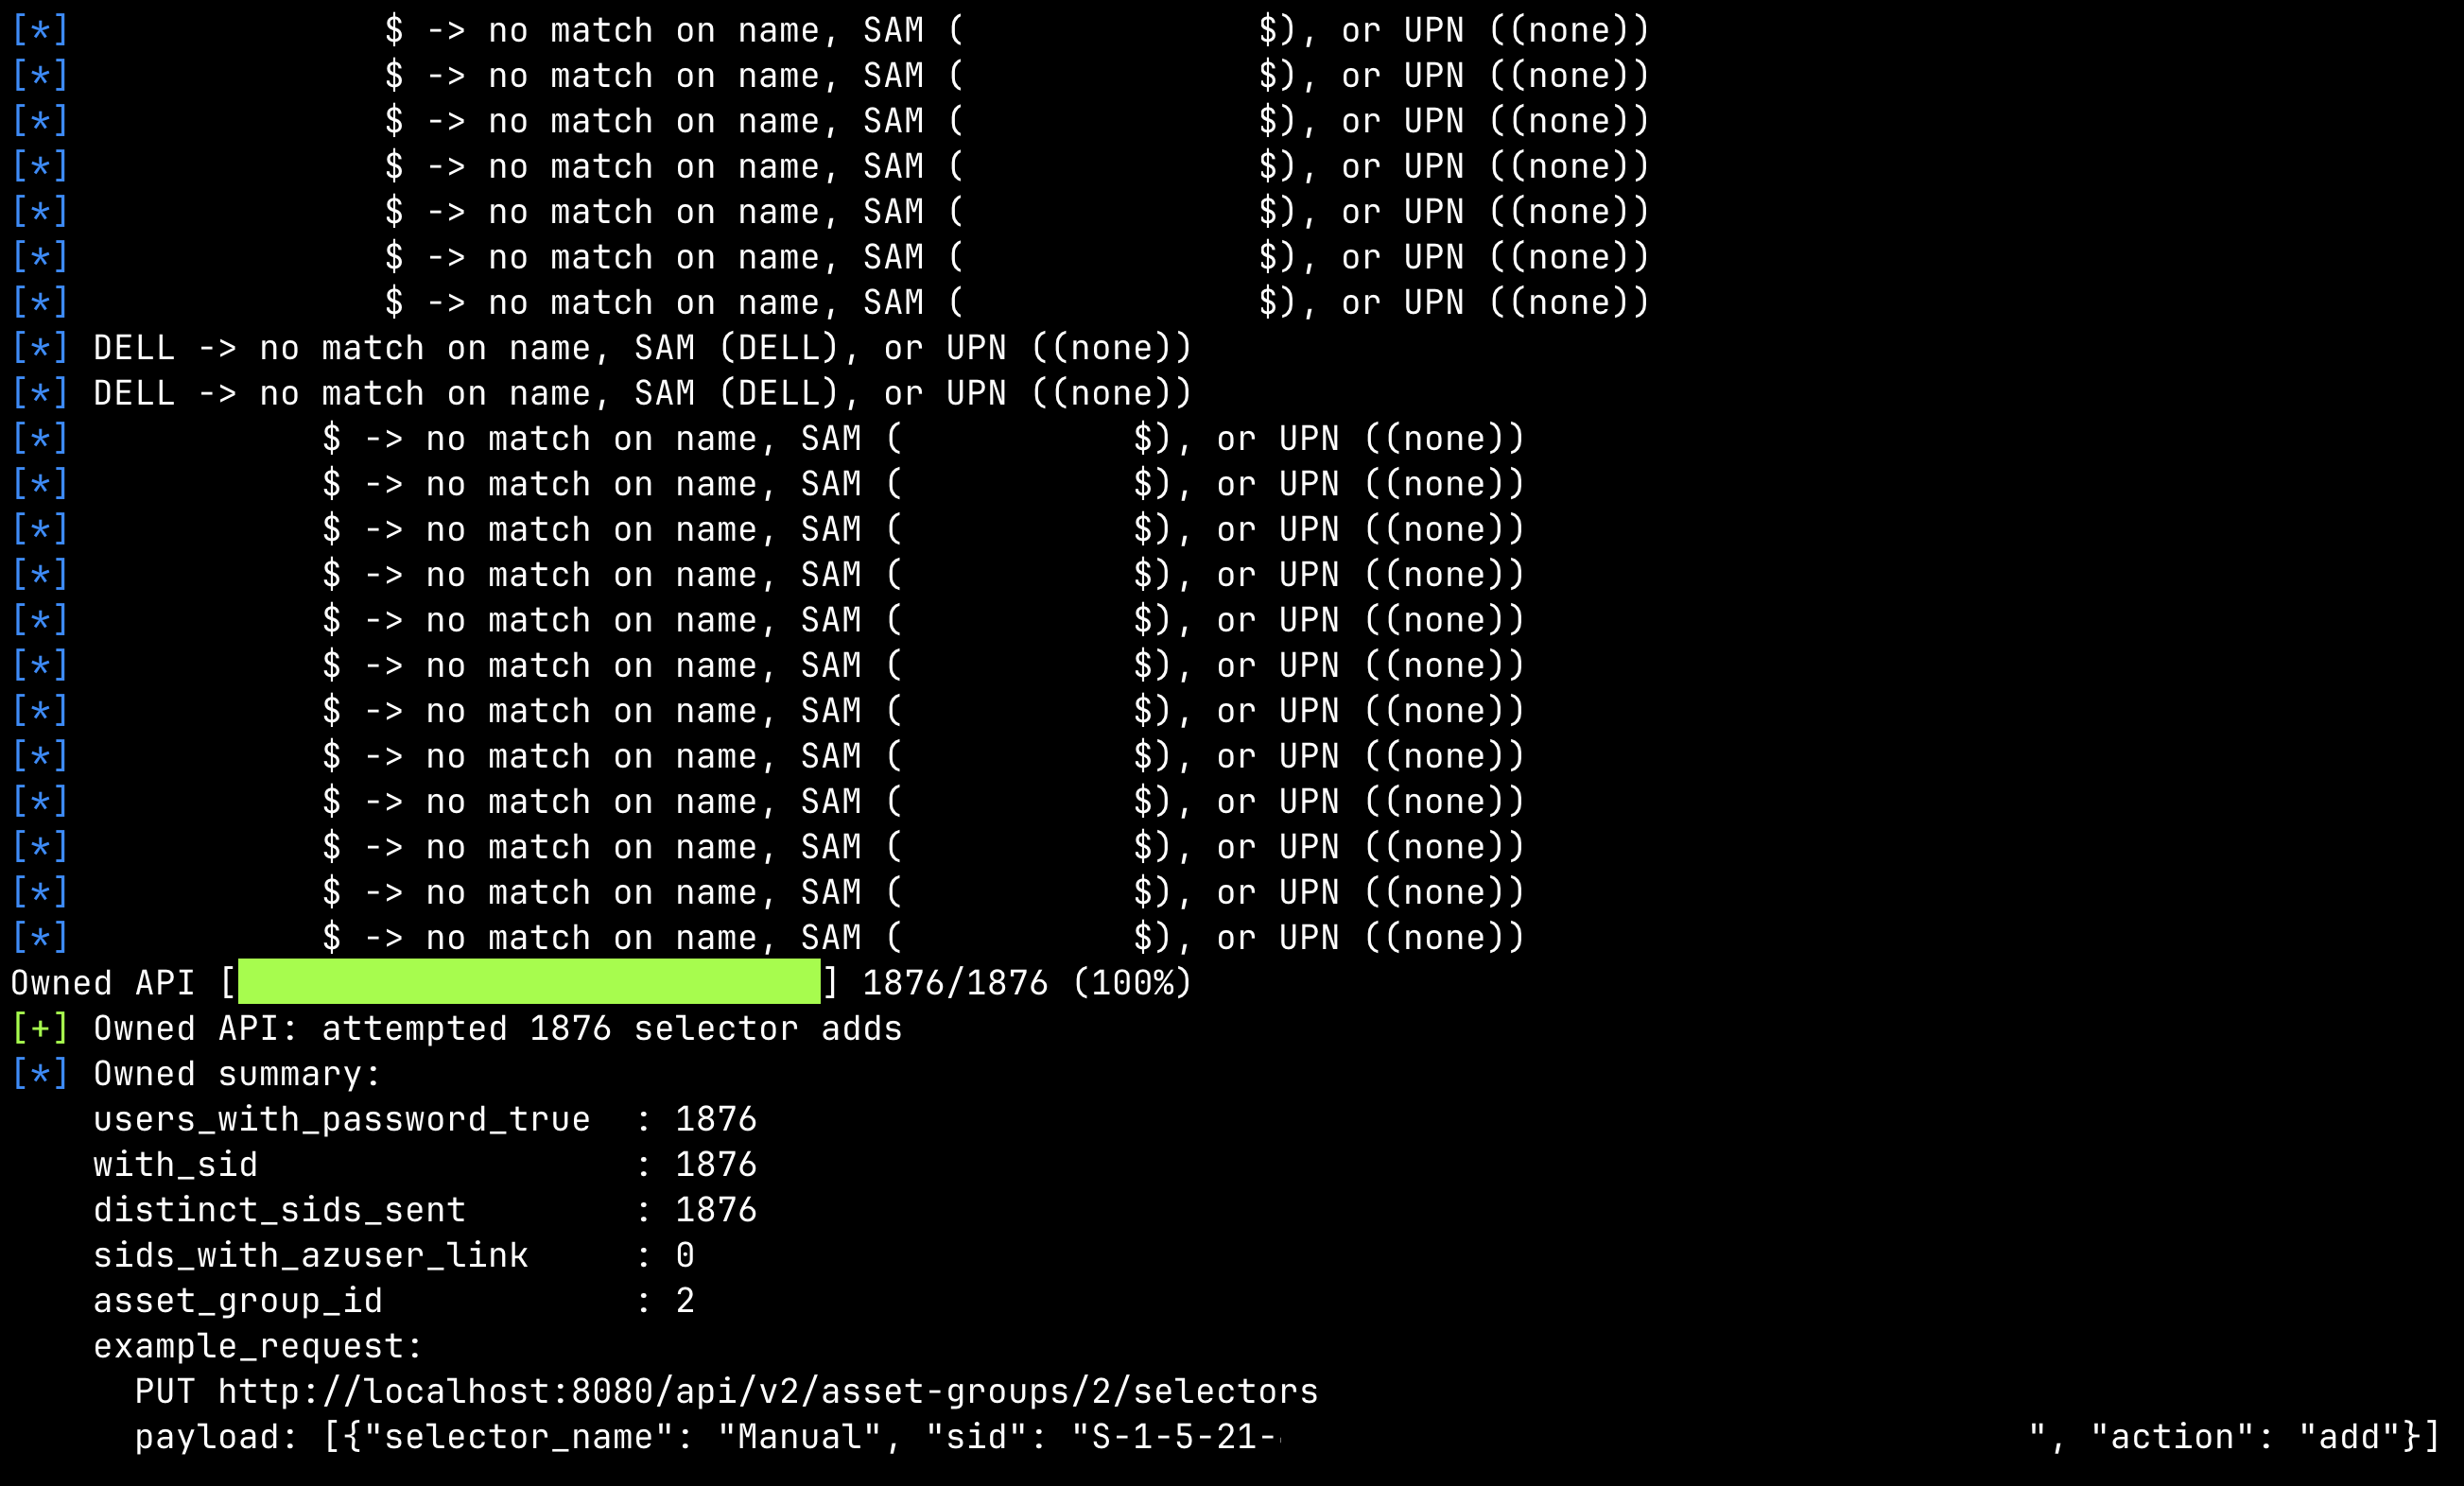 [*] $ -> no match on name, SAM ( $), or UPN ((none))
[*] $ -> no match on name, SAM ( $), or UPN ((none))
[*] $ -> no match on name, SAM ( $), or UPN ((none))
[*] $ -> no match on name, SAM ( $), or UPN ((none))
[*] $ -> no match on name, SAM ( $), or UPN ((none))
[*] $ -> no match on name, SAM ( $), or UPN ((none))
[*] $ -> no match on name, SAM ( $), or UPN ((none))
[*] DELL -> no match on name, SAM (DELL), or UPN ((none))
[*] DELL -> no match on name, SAM (DELL), or UPN ((none))
[*] $ -> no match on name, SAM ( $), or UPN ((none))
[*] $ -> no match on name, SAM ( $), or UPN ((none))
[*] $ -> no match on name, SAM ( $), or UPN ((none))
[*] $ -> no match on name, SAM ( $), or UPN ((none))
[*] $ -> no match on name, SAM ( $), or UPN ((none))
[*] $ -> no match on name, SAM ( $), or UPN ((none))
[*] $ -> no match on name, SAM ( $), or UPN ((none))
[*] $ -> no match on name, SAM ( $), or UPN ((none))
[*] $ -> no match on name, SAM ( $), or UPN ((none))
[*] $ -> no match on name, SAM ( $), or UPN ((none))
[*] $ -> no match on name, SAM ( $), or UPN ((none))
[*] $ -> no match on name, SAM ( $), or UPN ((none))
Owned API [ ] 1876/1876 (100%)
[+] Owned API: attempted 1876 selector adds
[*] Owned summary:
users_with_password_true : 1876
with_sid : 1876
distinct_sids_sent : 1876
sids_with_azuser_link : 0
asset_group_id : 2
example_request:
PUT http://localhost:8080/api/v2/asset-groups/2/selectors
payload: [{"selector_name": "Manual", "sid": "S-1-5-21- ", "action": "add"}]